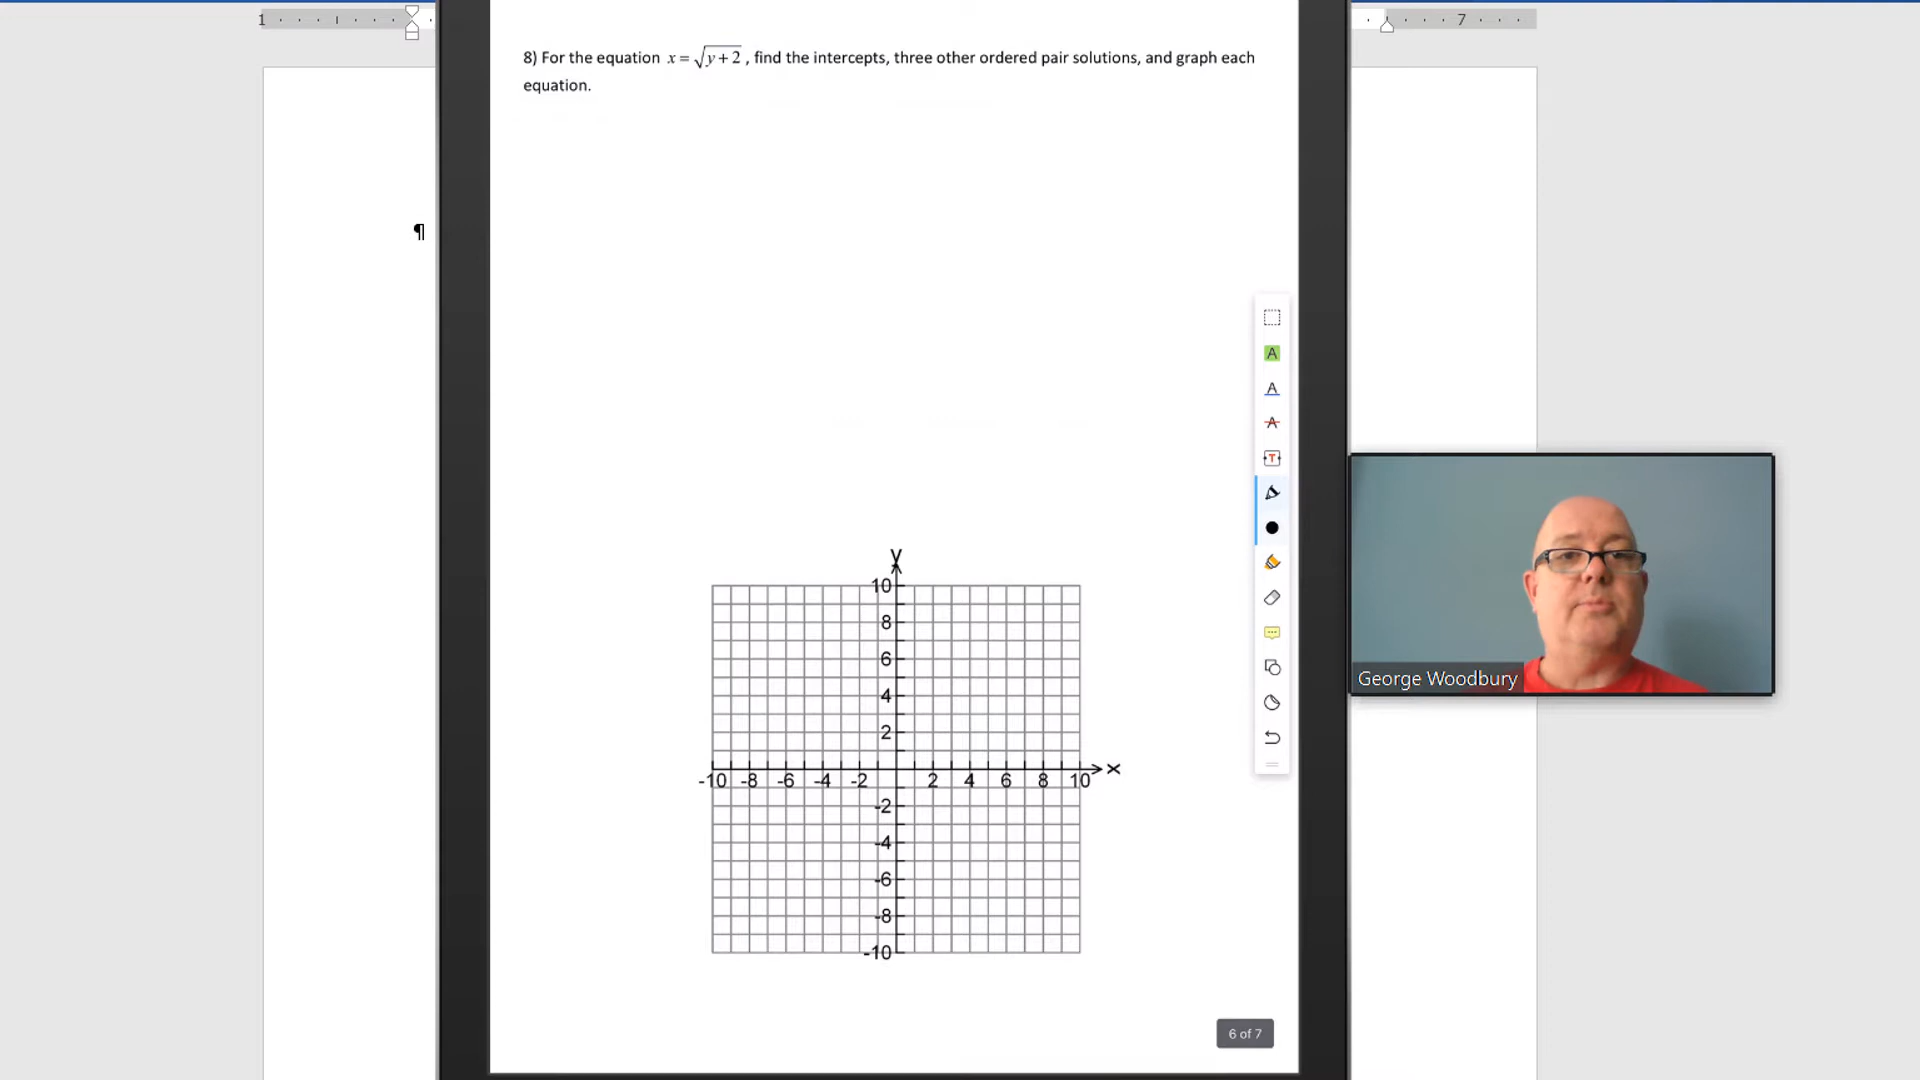 1
7
8) For the equation x = √(y + 2) , find the intercepts, three other ordered pair solutions, and graph each
equation.
¶
A
A
A
T
y
10
8
6
4
2
-10 -8 -6 -4 -2 2 4 6 8 10 x
-2
-4
-6
-8
-10
George Woodbury
6 of 7